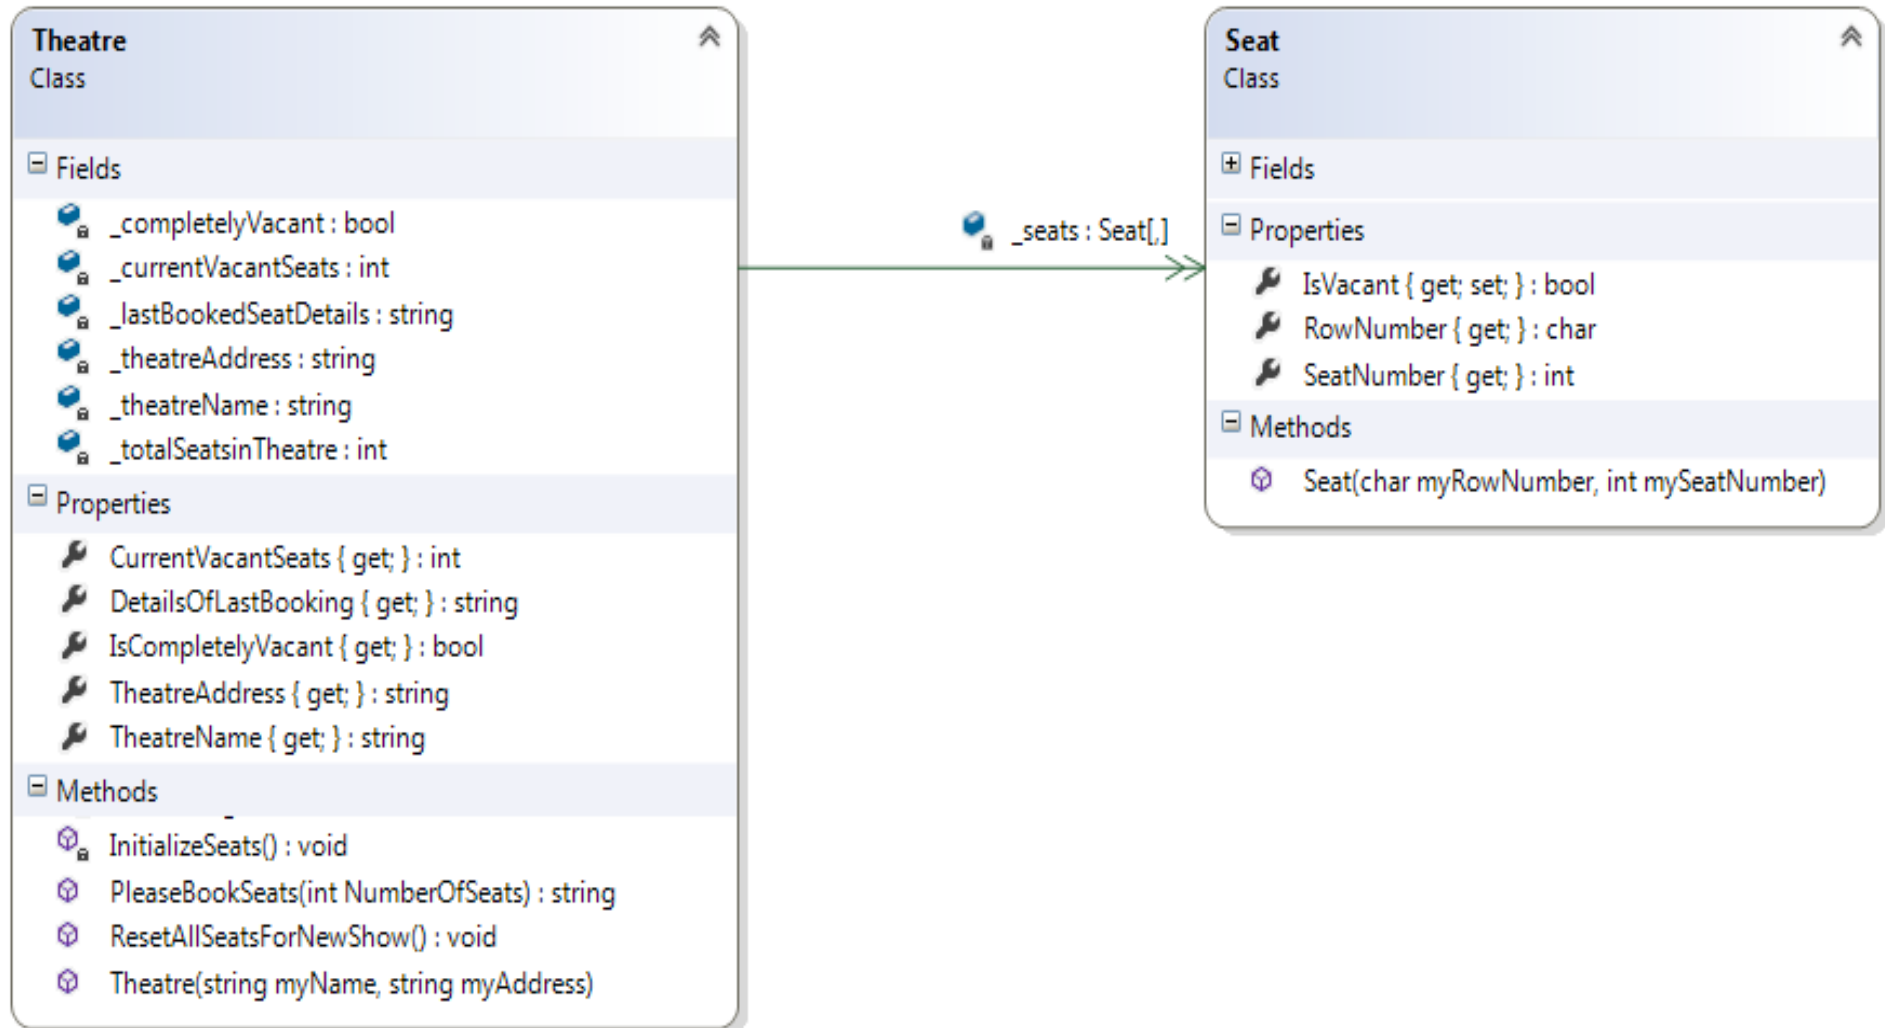 Theatre
Class
Fields
_completelyVacant : bool
_currentVacantSeats : int
_lastBookedSeatDetails : string
_theatreAddress : string
_theatreName : string
_totalSeatsinTheatre : int
Properties
CurrentVacantSeats { get; } : int
DetailsOfLastBooking { get; } : string
IsCompletelyVacant { get; } : bool
TheatreAddress { get; } : string
TheatreName { get; } : string
Methods
InitializeSeats() : void
PleaseBookSeats(int NumberOfSeats) : string
ResetAllSeatsForNewShow() : void
Theatre(string myName, string myAddress)
_seats : Seat[,]
Seat
Class
Fields
Properties
IsVacant { get; set; } : bool
RowNumber { get; } : char
SeatNumber { get; } : int
Methods
Seat(char myRowNumber, int mySeatNumber)